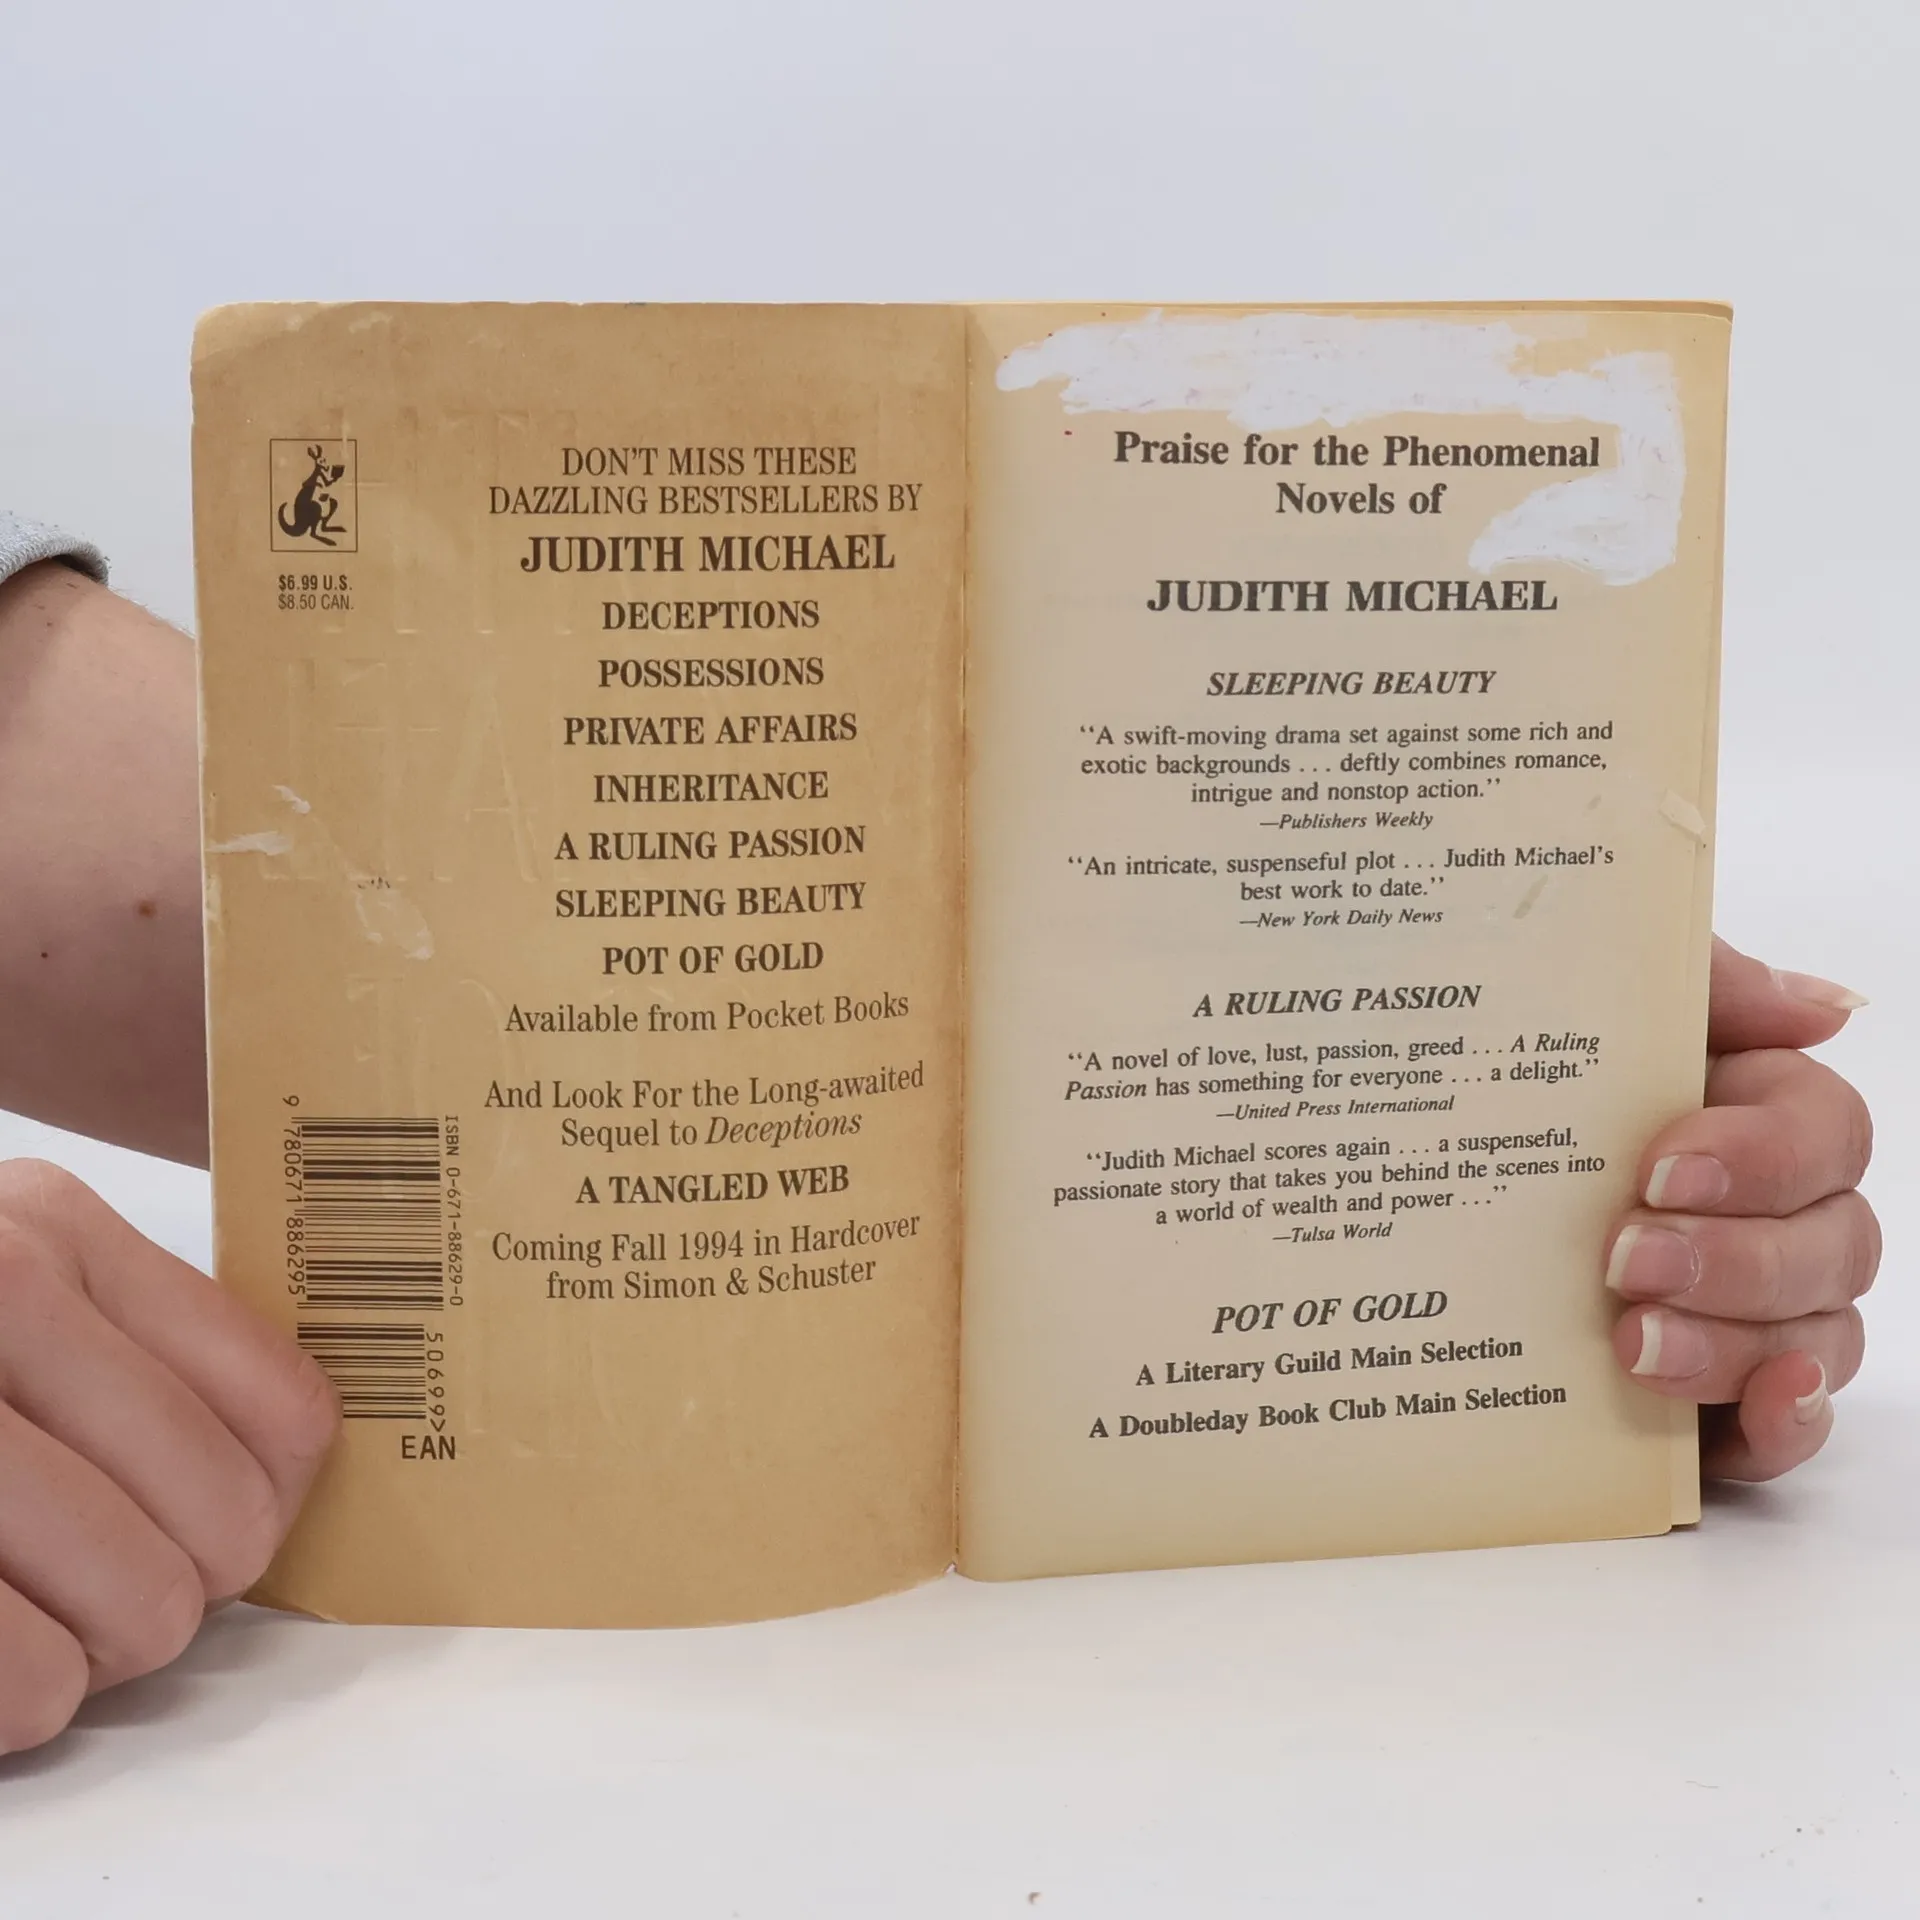 $6.99 U.S.
$8.50 CAN.
DON'T MISS THESE
DAZZLING BESTSELLERS BY
JUDITH MICHAEL
DECEPTIONS
POSSESSIONS
PRIVATE AFFAIRS
INHERITANCE
A RULING PASSION
SLEEPING BEAUTY
POT OF GOLD
Available from Pocket Books
And Look For the Long-awaited
Sequel to Deceptions
A TANGLED WEB
Coming Fall 1994 in Hardcover
from Simon & Schuster
9 780671 886295
ISBN 0-671-88629-0
50699>
EAN
Praise for the Phenomenal
Novels of
JUDITH MICHAEL
SLEEPING BEAUTY
“A swift-moving drama set against some rich and
exotic backgrounds . . . deftly combines romance,
intrigue and nonstop action.”
—Publishers Weekly
“An intricate, suspenseful plot . . . Judith Michael's
best work to date.”
—New York Daily News
A RULING PASSION
“A novel of love, lust, passion, greed . . . A Ruling
Passion has something for everyone . . . a delight.”
—United Press International
“Judith Michael scores again . . . a suspenseful,
passionate story that takes you behind the scenes into
a world of wealth and power . . .”
—Tulsa World
POT OF GOLD
A Literary Guild Main Selection
A Doubleday Book Club Main Selection